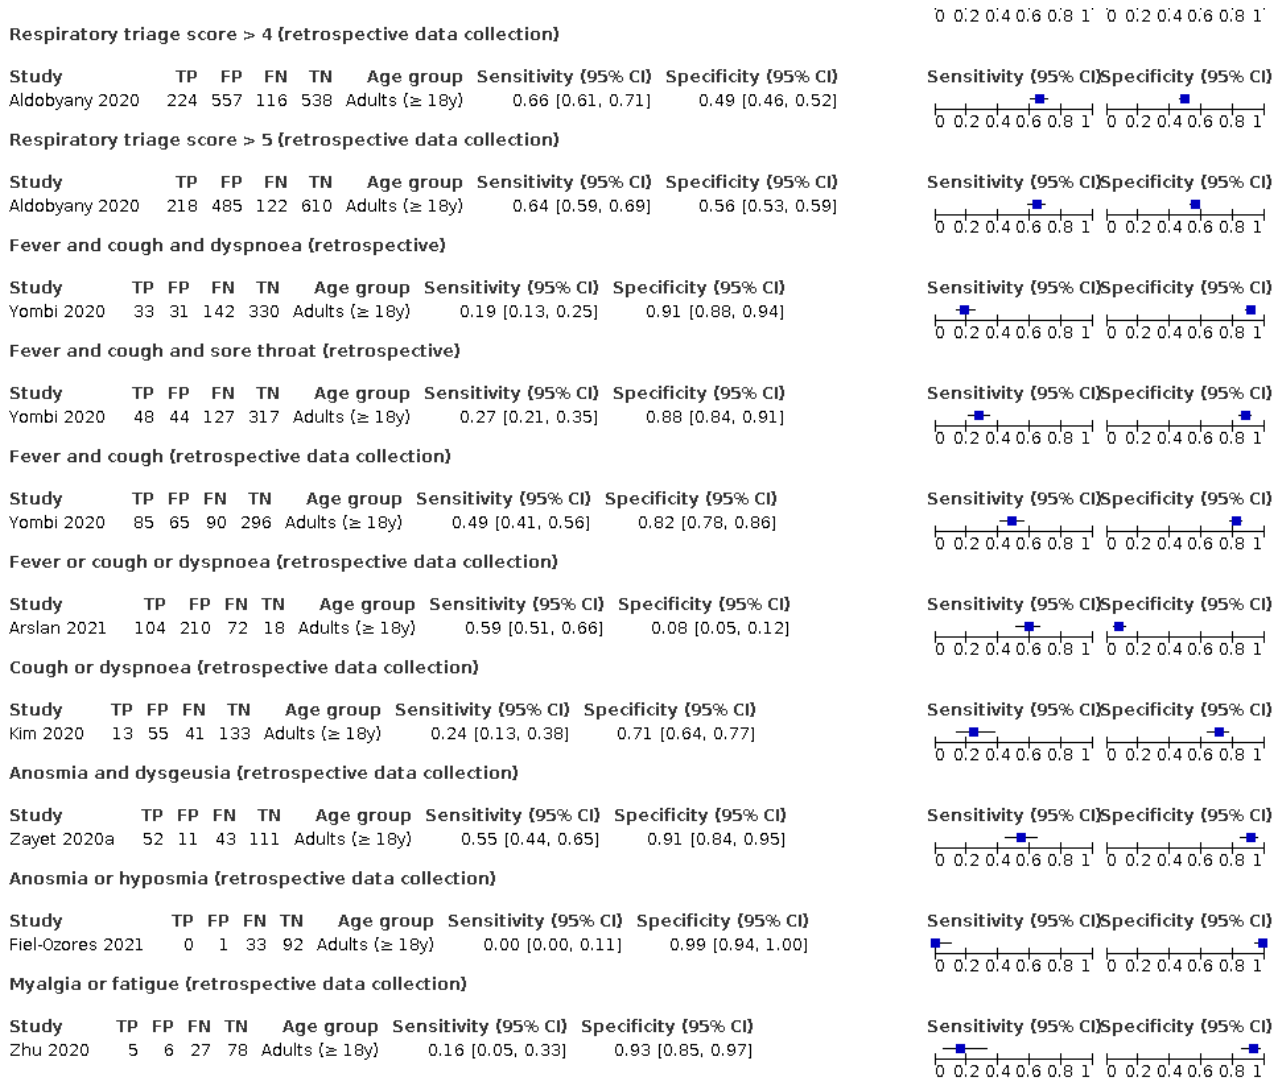 0 0.2 0.4 0.6 0.8 1 0 0.2 0.4 0.6 0.8 1
Respiratory triage score > 4 (retrospective data collection)
Study TP FP FN TN Age group Sensitivity (95% CI) Specificity (95% CI) Sensitivity (95% CI) Specificity (95% CI)
Aldobyany 2020 224 557 116 538 Adults (≥ 18y) 0.66 [0.61, 0.71] 0.49 [0.46, 0.52]
0 0.2 0.4 0.6 0.8 1 0 0.2 0.4 0.6 0.8 1
Respiratory triage score > 5 (retrospective data collection)
Study TP FP FN TN Age group Sensitivity (95% CI) Specificity (95% CI) Sensitivity (95% CI) Specificity (95% CI)
Aldobyany 2020 218 485 122 610 Adults (≥ 18y) 0.64 [0.59, 0.69] 0.56 [0.53, 0.59]
0 0.2 0.4 0.6 0.8 1 0 0.2 0.4 0.6 0.8 1
Fever and cough and dyspnoea (retrospective)
Study TP FP FN TN Age group Sensitivity (95% CI) Specificity (95% CI) Sensitivity (95% CI) Specificity (95% CI)
Yombi 2020 33 31 142 330 Adults (≥ 18y) 0.19 [0.13, 0.25] 0.91 [0.88, 0.94]
0 0.2 0.4 0.6 0.8 1 0 0.2 0.4 0.6 0.8 1
Fever and cough and sore throat (retrospective)
Study TP FP FN TN Age group Sensitivity (95% CI) Specificity (95% CI) Sensitivity (95% CI) Specificity (95% CI)
Yombi 2020 48 44 127 317 Adults (≥ 18y) 0.27 [0.21, 0.35] 0.88 [0.84, 0.91]
0 0.2 0.4 0.6 0.8 1 0 0.2 0.4 0.6 0.8 1
Fever and cough (retrospective data collection)
Study TP FP FN TN Age group Sensitivity (95% CI) Specificity (95% CI) Sensitivity (95% CI) Specificity (95% CI)
Yombi 2020 85 65 90 296 Adults (≥ 18y) 0.49 [0.41, 0.56] 0.82 [0.78, 0.86]
0 0.2 0.4 0.6 0.8 1 0 0.2 0.4 0.6 0.8 1
Fever or cough or dyspnoea (retrospective data collection)
Study TP FP FN TN Age group Sensitivity (95% CI) Specificity (95% CI) Sensitivity (95% CI) Specificity (95% CI)
Arslan 2021 104 210 72 18 Adults (≥ 18y) 0.59 [0.51, 0.66] 0.08 [0.05, 0.12]
0 0.2 0.4 0.6 0.8 1 0 0.2 0.4 0.6 0.8 1
Cough or dyspnoea (retrospective data collection)
Study TP FP FN TN Age group Sensitivity (95% CI) Specificity (95% CI) Sensitivity (95% CI) Specificity (95% CI)
Kim 2020 13 55 41 133 Adults (≥ 18y) 0.24 [0.13, 0.38] 0.71 [0.64, 0.77]
0 0.2 0.4 0.6 0.8 1 0 0.2 0.4 0.6 0.8 1
Anosmia and dysgeusia (retrospective data collection)
Study TP FP FN TN Age group Sensitivity (95% CI) Specificity (95% CI) Sensitivity (95% CI) Specificity (95% CI)
Zayet 2020a 52 11 43 111 Adults (≥ 18y) 0.55 [0.44, 0.65] 0.91 [0.84, 0.95]
0 0.2 0.4 0.6 0.8 1 0 0.2 0.4 0.6 0.8 1
Anosmia or hyposmia (retrospective data collection)
Study TP FP FN TN Age group Sensitivity (95% CI) Specificity (95% CI) Sensitivity (95% CI) Specificity (95% CI)
Fiel-Ozores 2021 0 1 33 92 Adults (≥ 18y) 0.00 [0.00, 0.11] 0.99 [0.94, 1.00]
0 0.2 0.4 0.6 0.8 1 0 0.2 0.4 0.6 0.8 1
Myalgia or fatigue (retrospective data collection)
Study TP FP FN TN Age group Sensitivity (95% CI) Specificity (95% CI) Sensitivity (95% CI) Specificity (95% CI)
Zhu 2020 5 6 27 78 Adults (≥ 18y) 0.16 [0.05, 0.33] 0.93 [0.85, 0.97]
0 0.2 0.4 0.6 0.8 1 0 0.2 0.4 0.6 0.8 1